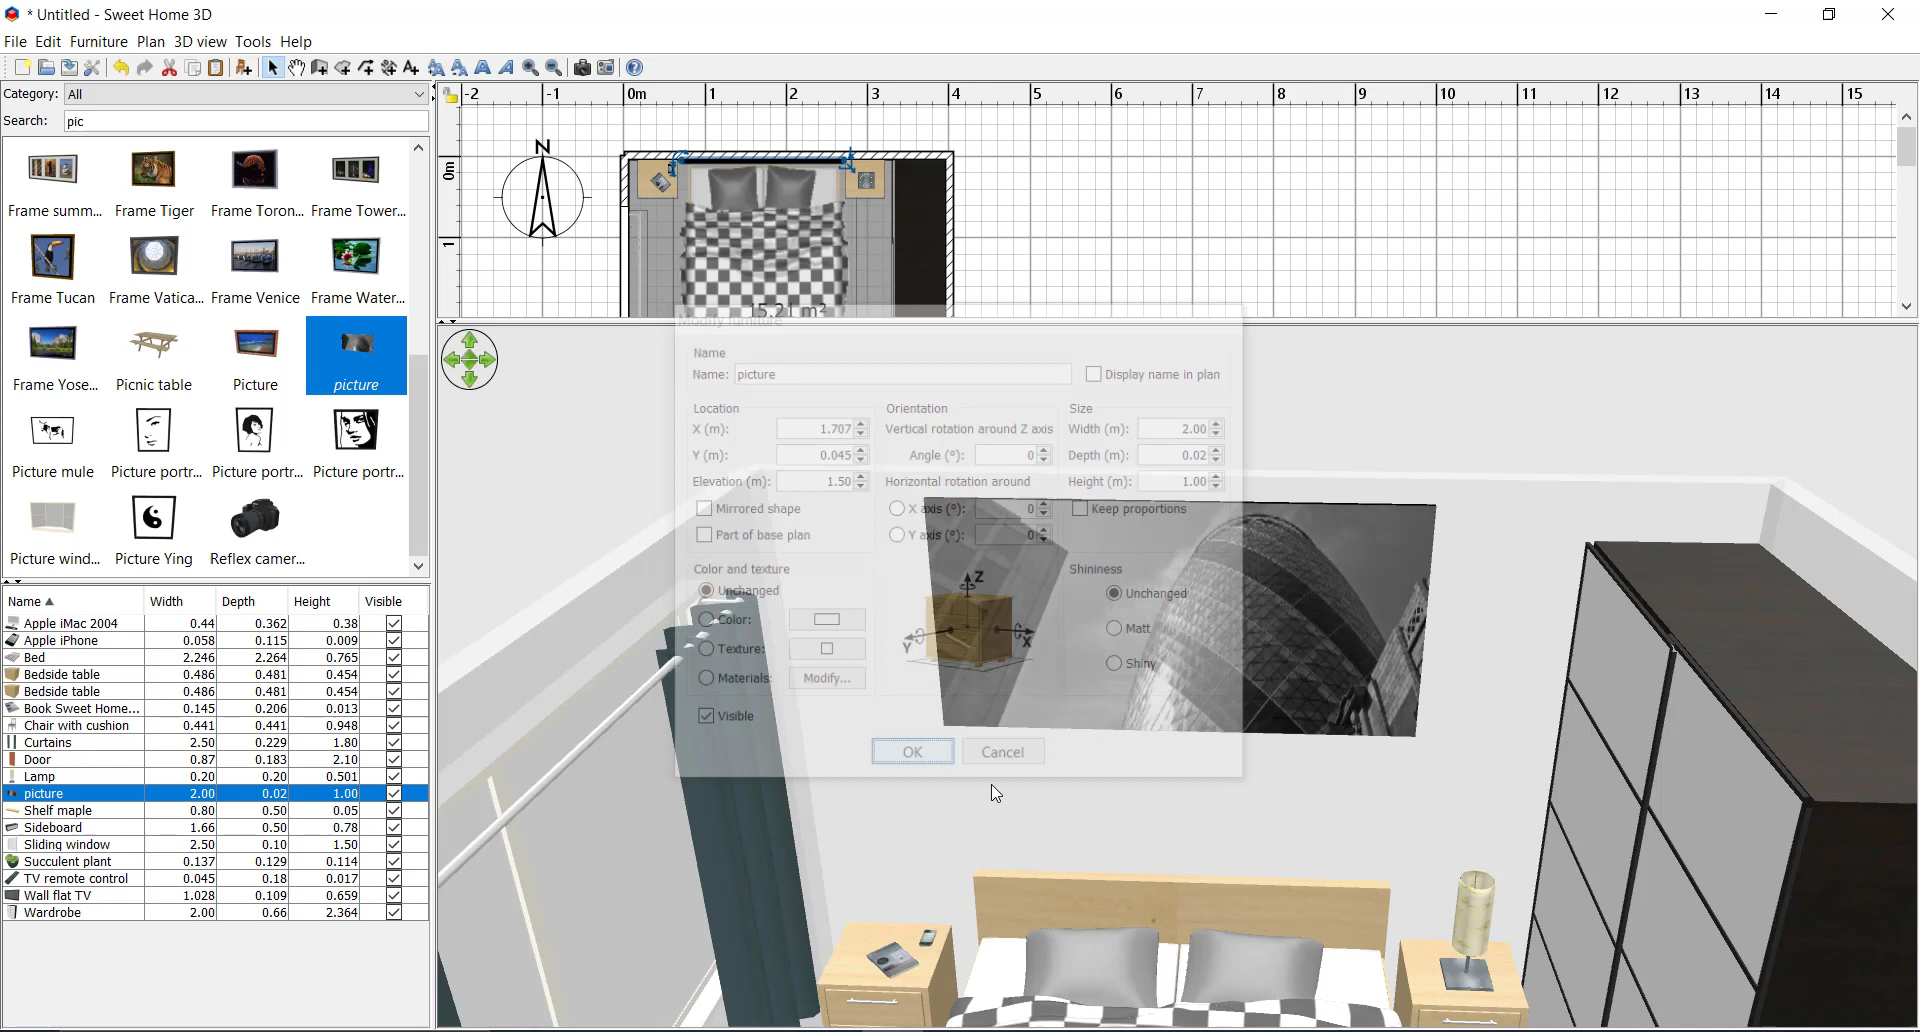 * Untitled - Sweet Home 3D
File Edit Furniture Plan 3D view Tools Help
Category: All
Search: pic
Frame summ... Frame Tiger Frame Toron... Frame Tower...
Frame Tucan Frame Vatica... Frame Venice Frame Water...
Frame Yose... Picnic table Picture picture
Picture mule Picture portr... Picture portr... Picture portr...
Picture wind... Picture Ying Reflex camer...
Name Width Depth Height Visible
Apple iMac 2004 0.44 0.362 0.38
Apple iPhone 0.058 0.115 0.009
Bed 2.246 2.264 0.765
Bedside table 0.486 0.481 0.454
Bedside table 0.486 0.481 0.454
Book Sweet Home... 0.145 0.206 0.013
Chair with cushion 0.441 0.441 0.948
Curtains 2.50 0.229 1.80
Door 0.87 0.183 2.10
Lamp 0.20 0.20 0.501
picture 2.00 0.02 1.00
Shelf maple 0.80 0.50 0.05
Sideboard 1.66 0.50 0.78
Sliding window 2.50 0.10 1.50
Succulent plant 0.137 0.129 0.114
TV remote control 0.045 0.18 0.017
Wall flat TV 1.028 0.109 0.659
Wardrobe 2.00 0.66 2.364
-2 -1 0m 1 2 3 4 5 6 7 8 9 10 11 12 13 14 15
0m
1
N
15.21 m²
Modify furniture
Name
Name: picture Display name in plan
Location Orientation Size
X (m): 1.707 Vertical rotation around Z axis Width (m): 2.00
Y (m): 0.045 Angle (°): 0 Depth (m): 0.02
Elevation (m): 1.50 Horizontal rotation around Height (m): 1.00
Mirrored shape X axis (°): 0 Keep proportions
Part of base plan Y axis (°): 0
Color and texture Shininess
Unchanged Z Unchanged
Color: Matt
Texture: Y X Shiny
Materials: Modify...
Visible
OK Cancel